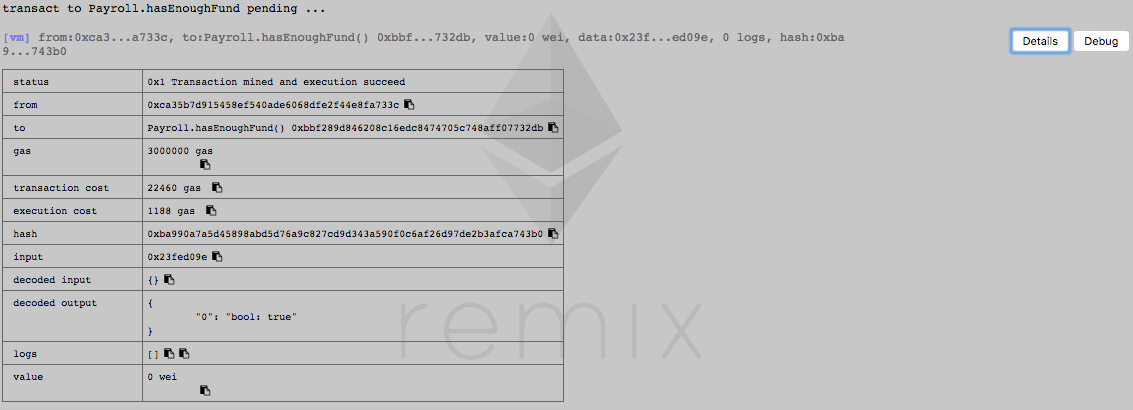 transact to Payroll.hasEnoughFund pending ...
[vm] from:0xca3...a733c, to:Payroll.hasEnoughFund() 0xbbf...732db, value:0 wei, data:0x23f...ed09e, 0 logs, hash:0xba
9...743b0
Details Debug
status 0x1 Transaction mined and execution succeed
from 0xca35b7d915458ef540ade6068dfe2f44e8fa733c
to Payroll.hasEnoughFund() 0xbbf289d846208c16edc8474705c748aff07732db
gas 3000000 gas
transaction cost 22460 gas
execution cost 1188 gas
hash 0xba990a7a5d45898abd5d76a9c827cd9d343a590f0c6af26d97de2b3afca743b0
input 0x23fed09e
decoded input {}
decoded output {
"0": "bool: true"
}
logs []
value 0 wei
remix